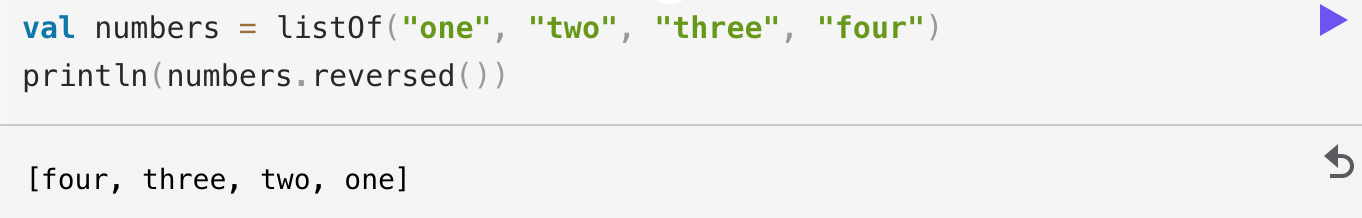 val numbers = listOf("one", "two", "three", "four")
println(numbers.reversed())
[four, three, two, one]